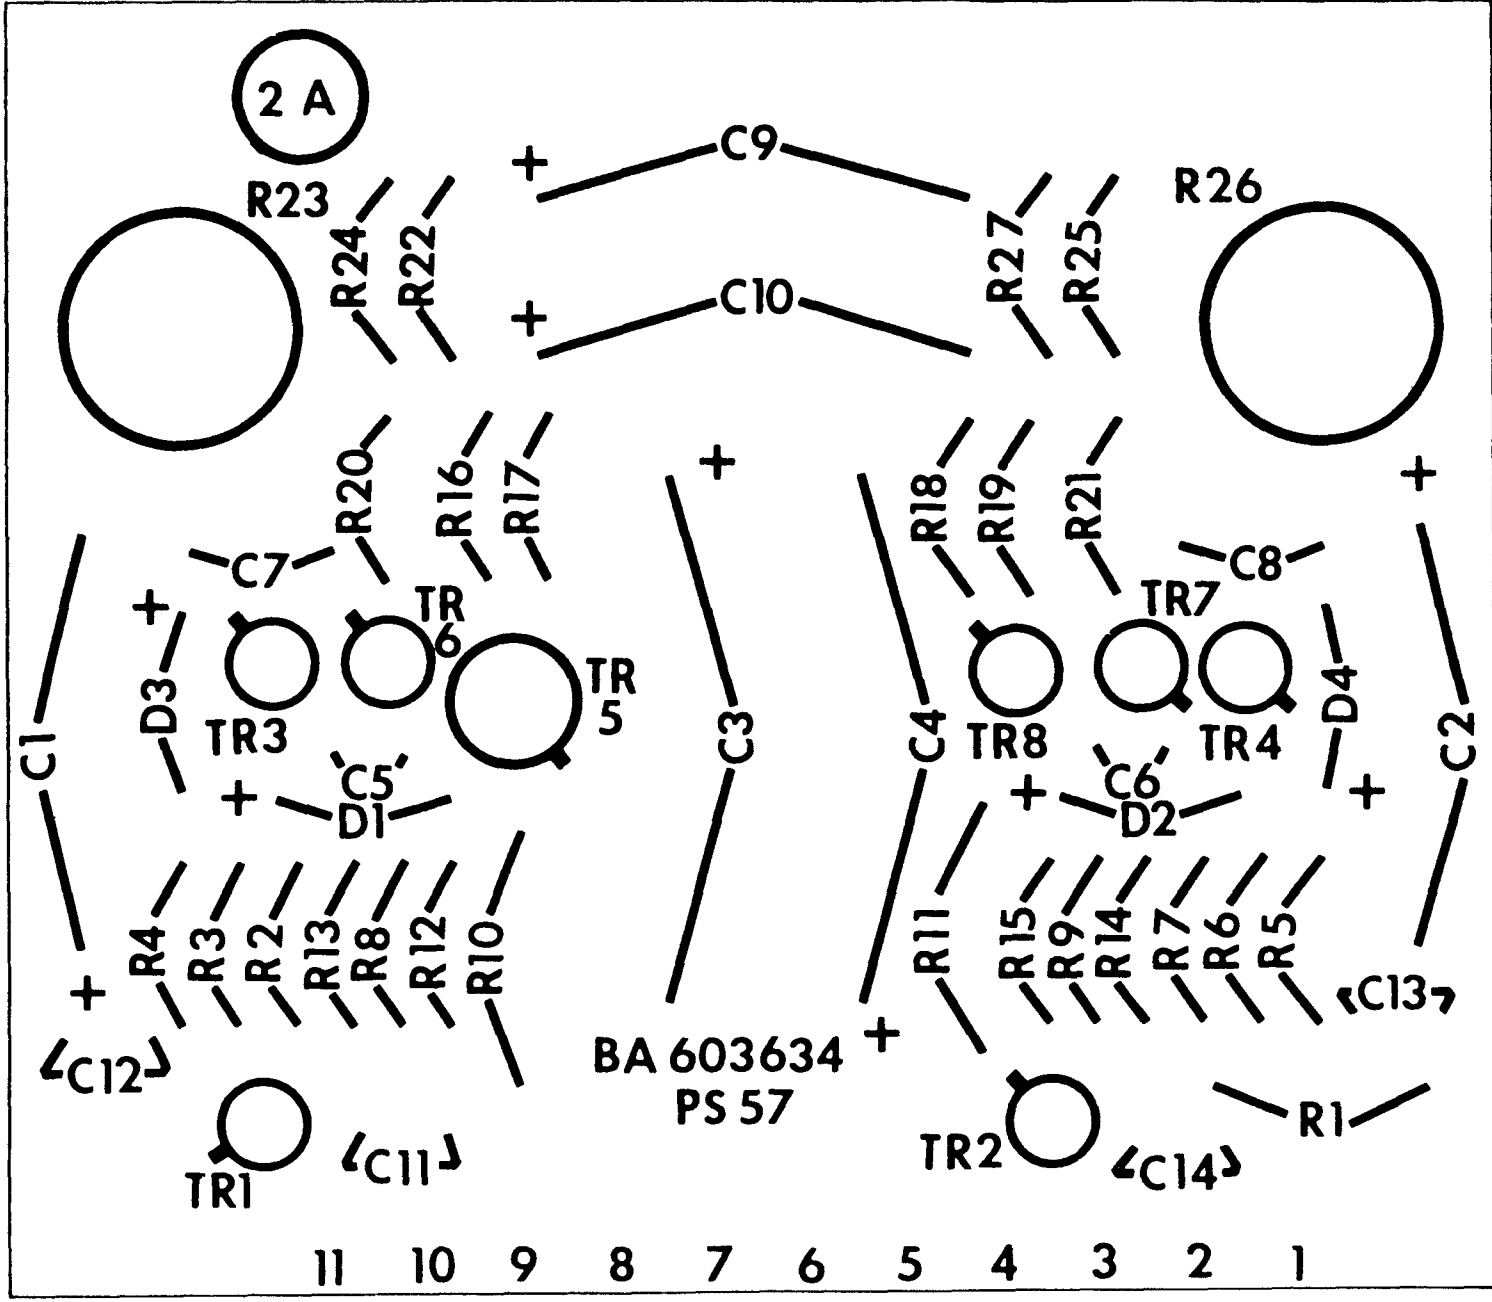 2 A
C9
+
R23
R26
R24
R22
R27
R25
C10
+
+
+
R20
R16
R17
R18
R19
R21
C7
C8
+
TR
6
TR7
TR
5
D3
D4
C1
TR3
C3
C4
TR8
TR4
C2
C5
C6
+
+
+
D1
D2
R4
R3
R2
R13
R8
R12
R10
R11
R15
R9
R14
R7
R6
R5
+
C13
+
BA 603634
C12
PS 57
R1
TR2
C11
C14
TR1
11 10 9 8 7 6 5 4 3 2 1